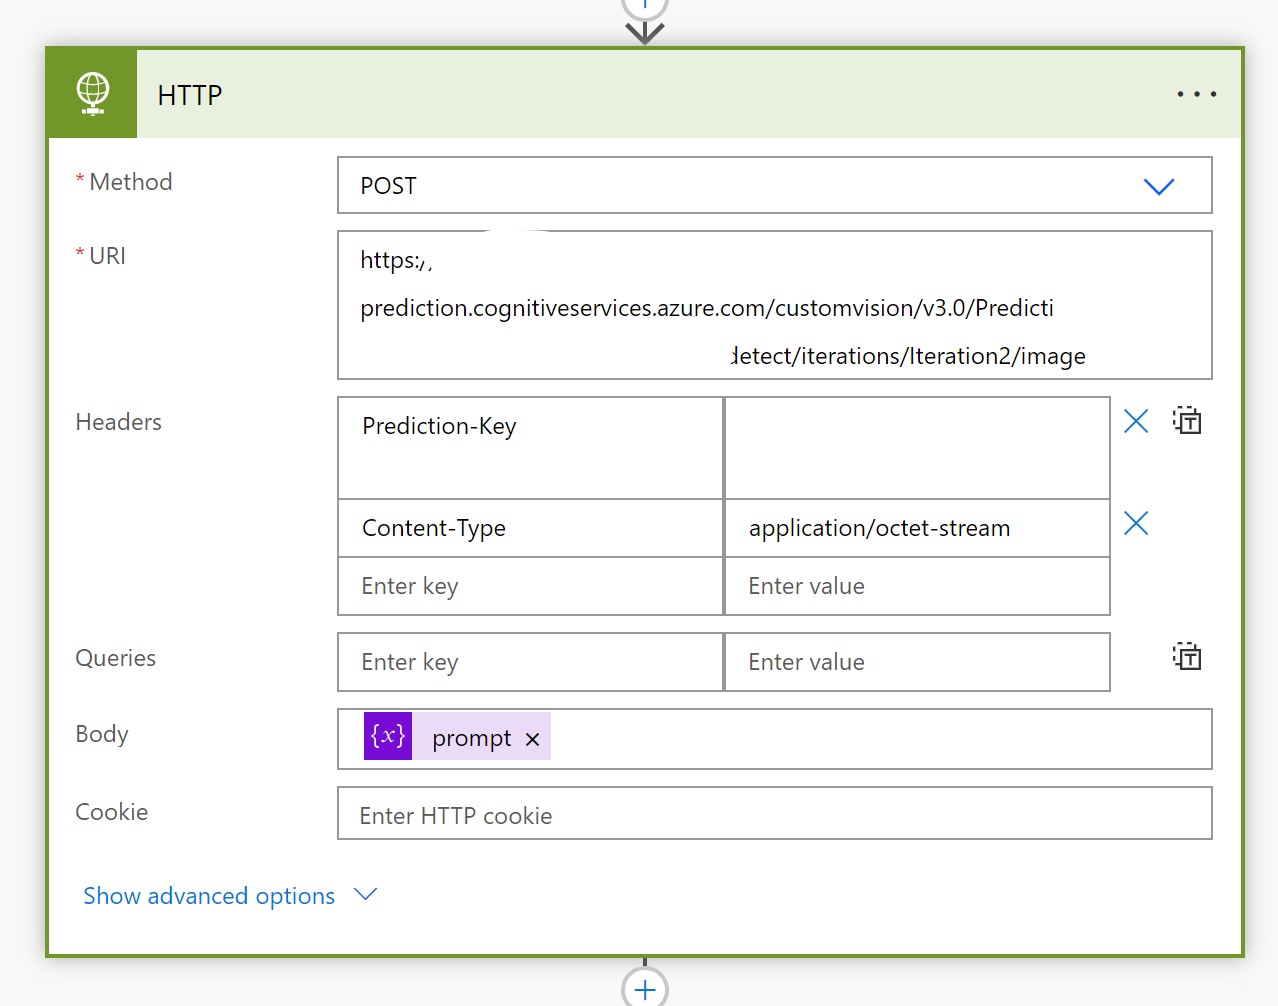 HTTP
* Method
POST
* URI
https:/,
prediction.cognitiveservices.azure.com/customvision/v3.0/Predicti
detect/iterations/Iteration2/image
Headers
Prediction-Key
Content-Type
application/octet-stream
Enter key
Enter value
Queries
Enter key
Enter value
Body
{x} prompt ×
Cookie
Enter HTTP cookie
Show advanced options